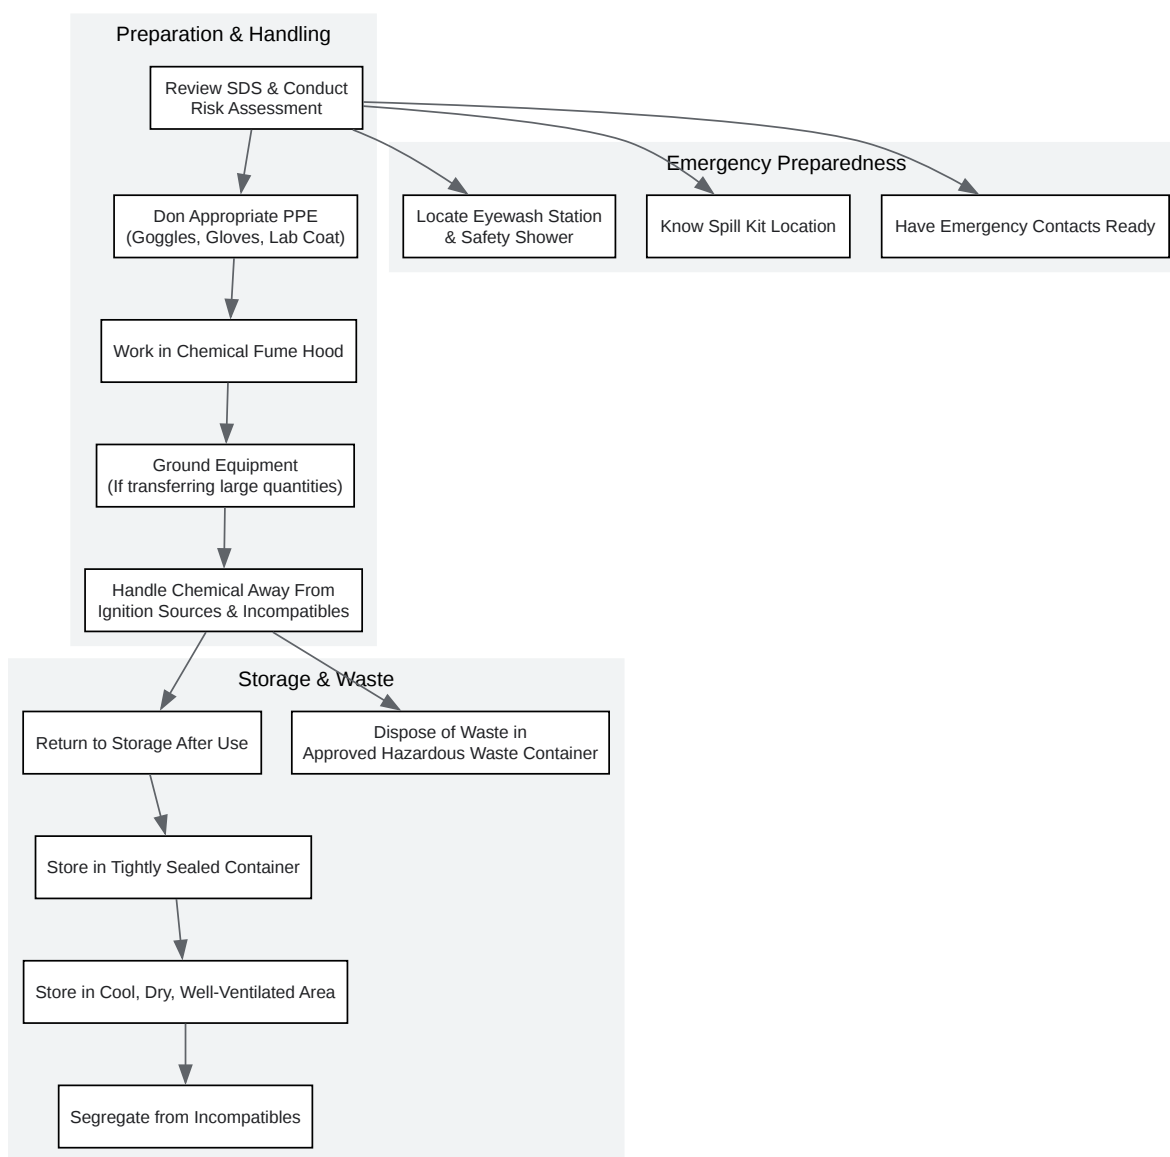 Preparation & Handling
Review SDS & Conduct
Risk Assessment
Emergency Preparedness
Don Appropriate PPE
(Goggles, Gloves, Lab Coat)
Locate Eyewash Station
& Safety Shower
Know Spill Kit Location
Have Emergency Contacts Ready
Work in Chemical Fume Hood
Ground Equipment
(If transferring large quantities)
Handle Chemical Away From
Ignition Sources & Incompatibles
Storage & Waste
Return to Storage After Use
Dispose of Waste in
Approved Hazardous Waste Container
Store in Tightly Sealed Container
Store in Cool, Dry, Well-Ventilated Area
Segregate from Incompatibles